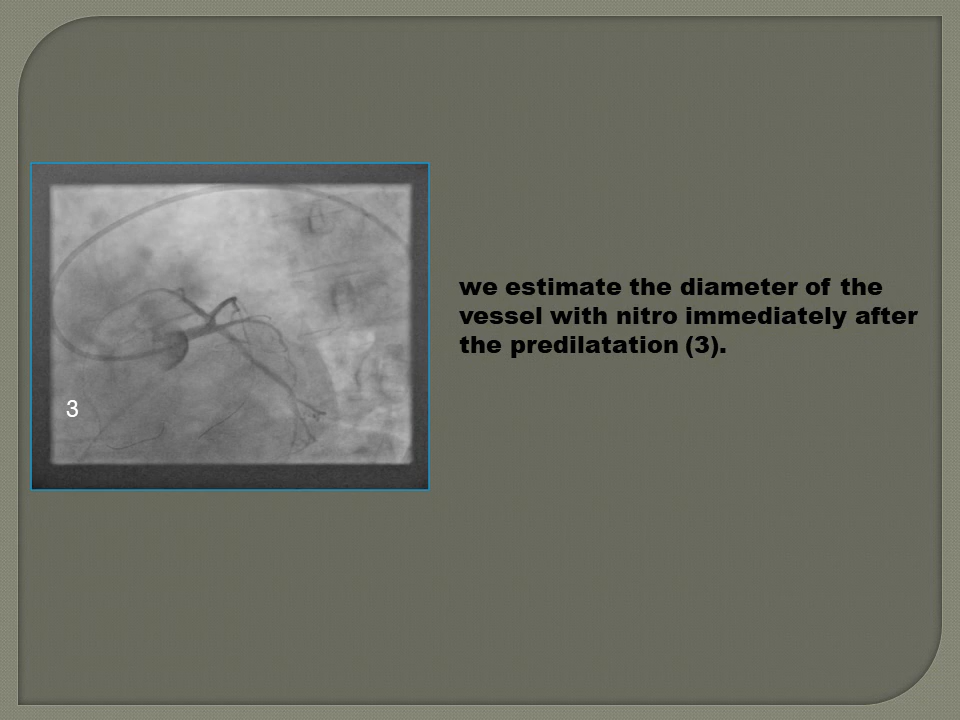 3
we estimate the diameter of the
vessel with nitro immediately after
the predilatation (3).